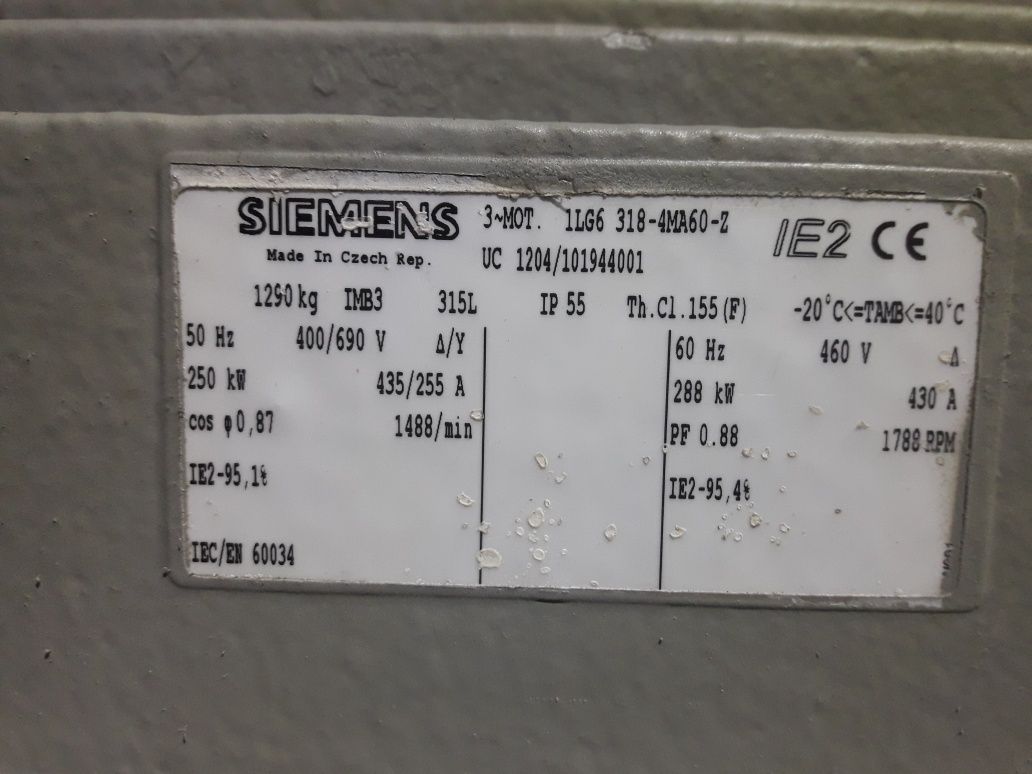 SIEMENS 3~MOT. 1LG6 318-4MA60-Z IE2 CE
Made In Czech Rep. UC 1204/101944001
1290kg IMB3 315L IP 55 Th.Cl.155(F) -20°C<=TAMB<=40°C
50 Hz 400/690 V Δ/Y 60 Hz 460 V Δ
250 kW 435/255 A 288 kW 430 A
cos φ0,87 1488/min PF 0.88 1788 RPM
IE2-95,1% IE2-95,4%
IEC/EN 60034